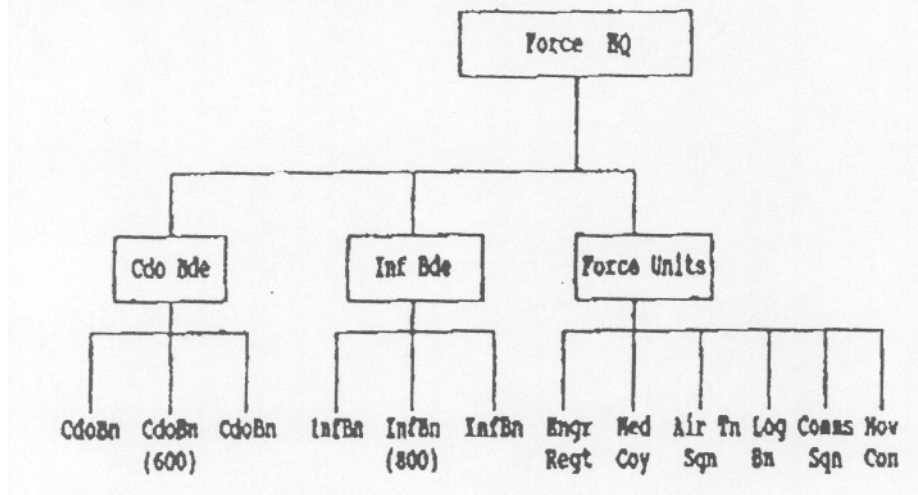 Force HQ
Cdo Bde
Inf Bde
Force Units
CdoBn CdoBn CdoBn
(600)
InfBn InfBn InfBn
(800)
Engr Med Air Tn Log Comms Mov
Regt Coy Sqn Bn Sqn Con